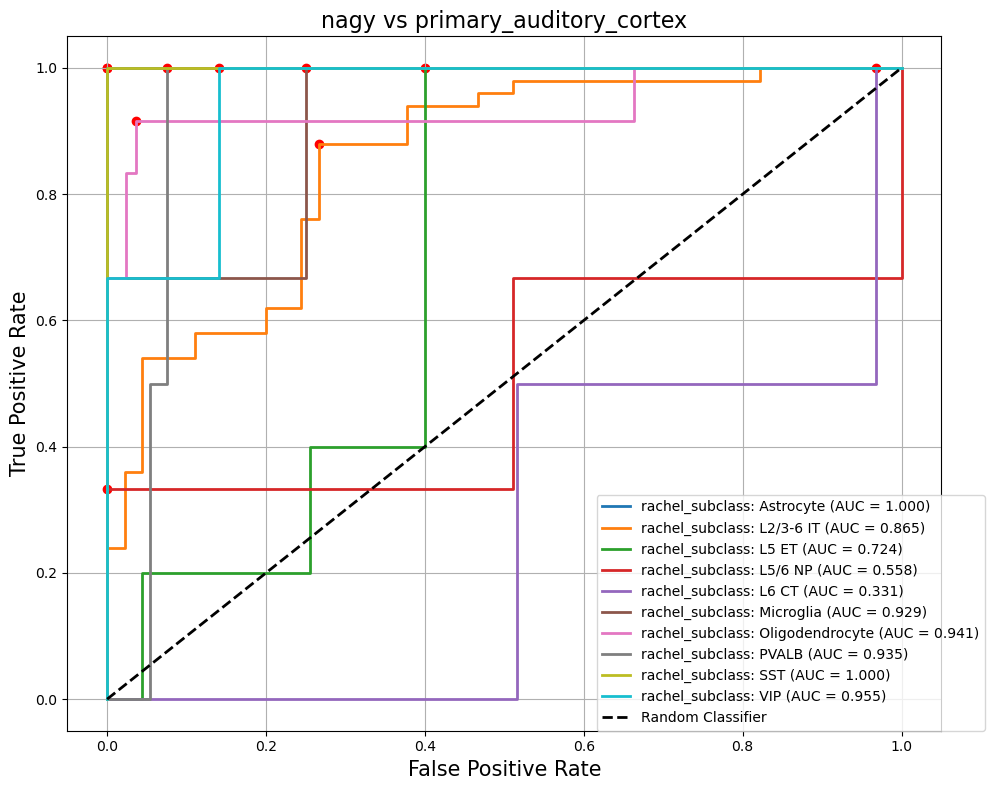 nagy vs primary_auditory_cortex
True Positive Rate
1.0
0.8
0.6
0.4
0.2
0.0
rachel_subclass: Astrocyte (AUC = 1.000)
rachel_subclass: L2/3-6 IT (AUC = 0.865)
rachel_subclass: L5 ET (AUC = 0.724)
rachel_subclass: L5/6 NP (AUC = 0.558)
rachel_subclass: L6 CT (AUC = 0.331)
rachel_subclass: Microglia (AUC = 0.929)
rachel_subclass: Oligodendrocyte (AUC = 0.941)
rachel_subclass: PVALB (AUC = 0.935)
rachel_subclass: SST (AUC = 1.000)
rachel_subclass: VIP (AUC = 0.955)
Random Classifier
0.0 0.2 0.4 0.6 0.8 1.0
False Positive Rate